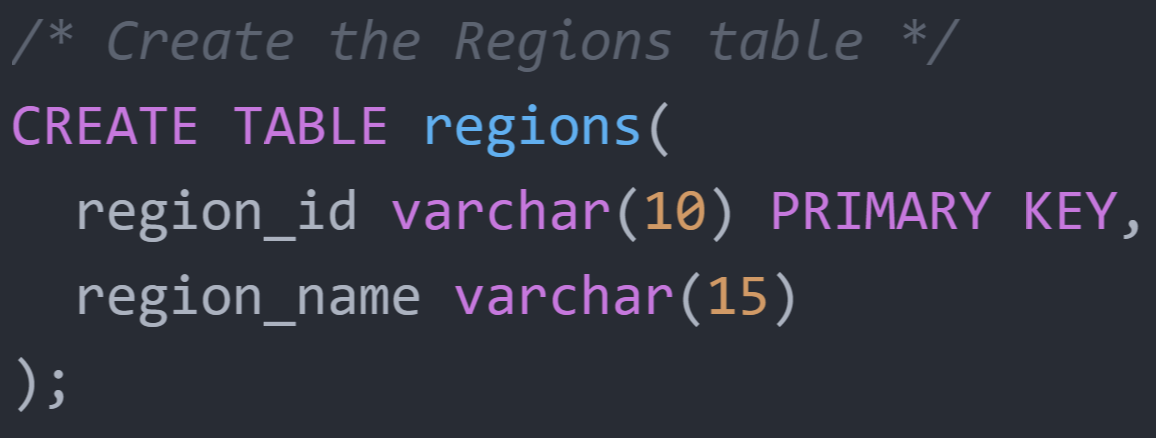 /* Create the Regions table */
CREATE TABLE regions(
  region_id varchar(10) PRIMARY KEY,
  region_name varchar(15)
);